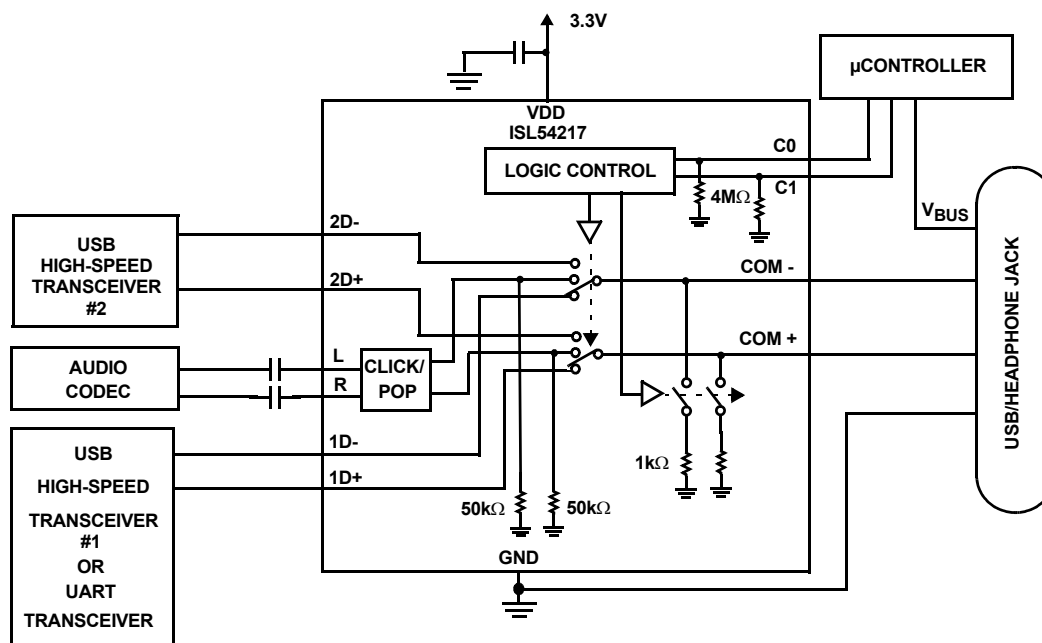 3.3V
µCONTROLLER
VDD
ISL54217
C0
LOGIC CONTROL
C1
4MΩ
VBUS
2D-
USB
HIGH-SPEED
TRANSCEIVER
#2
2D+
COM -
COM +
USB/HEADPHONE JACK
AUDIO
CODEC
L
R
CLICK/
POP
1D-
1D+
USB
HIGH-SPEED
TRANSCEIVER
#1
OR
UART
TRANSCEIVER
50kΩ
50kΩ
1kΩ
GND